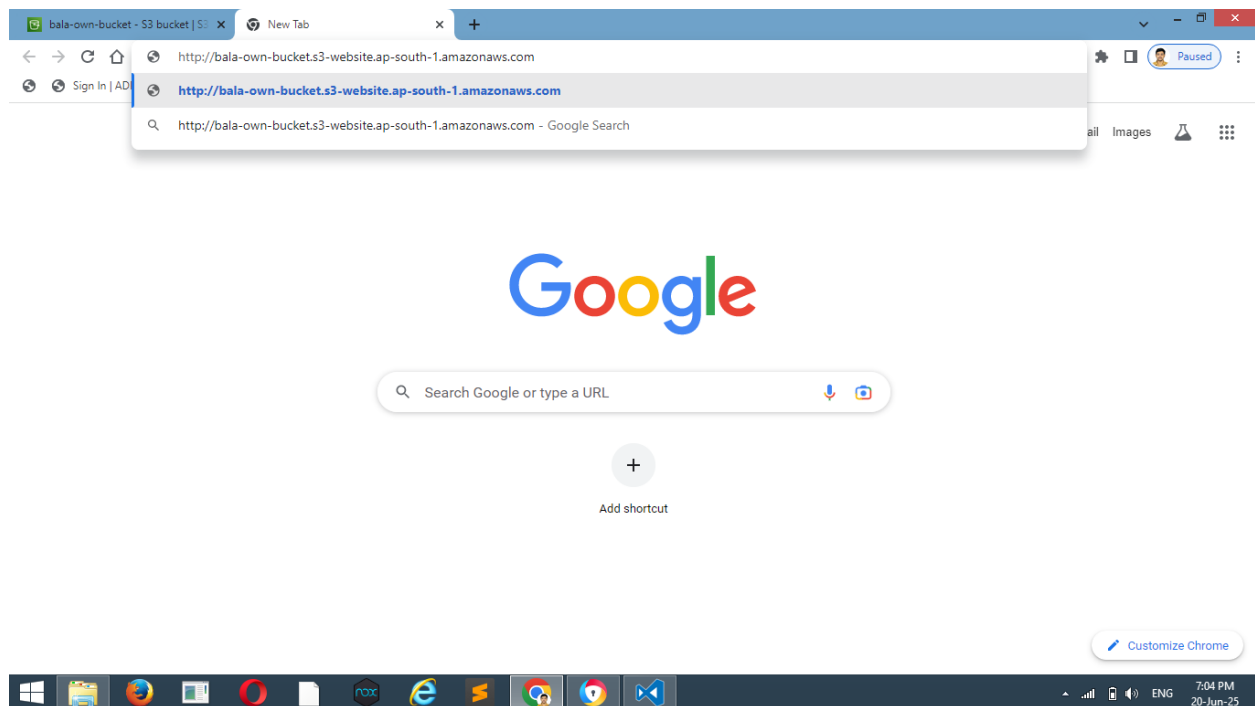 bala-own-bucket - S3 bucket | S3
New Tab
http://bala-own-bucket.s3-website.ap-south-1.amazonaws.com
Paused
Sign In | ADI
http://bala-own-bucket.s3-website.ap-south-1.amazonaws.com
http://bala-own-bucket.s3-website.ap-south-1.amazonaws.com - Google Search
ail Images
Google
Search Google or type a URL
Add shortcut
Customize Chrome
nox
ENG
7:04 PM
20-Jun-25